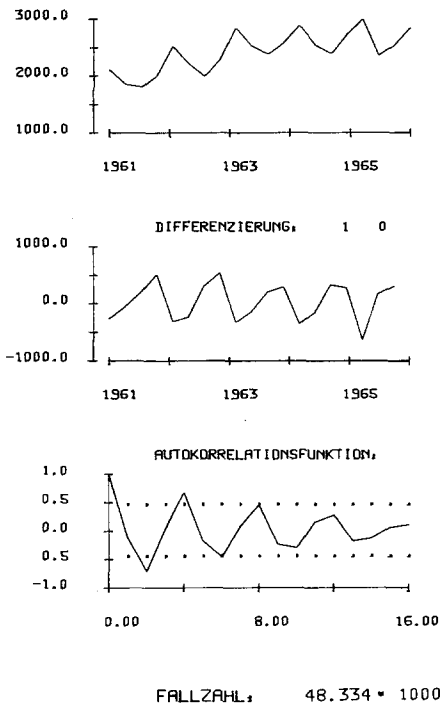 3000.0
2000.0
1000.0
1961 1963 1965
DIFFERENZIERUNG: 1 0
1000.0
0.0
-1000.0
1961 1963 1965
AUTOKORRELATIONSFUNKTION:
1.0
0.5
0.0
0.5
-1.0
0.00 8.00 16.00
FALLZAHL: 48.334 * 1000